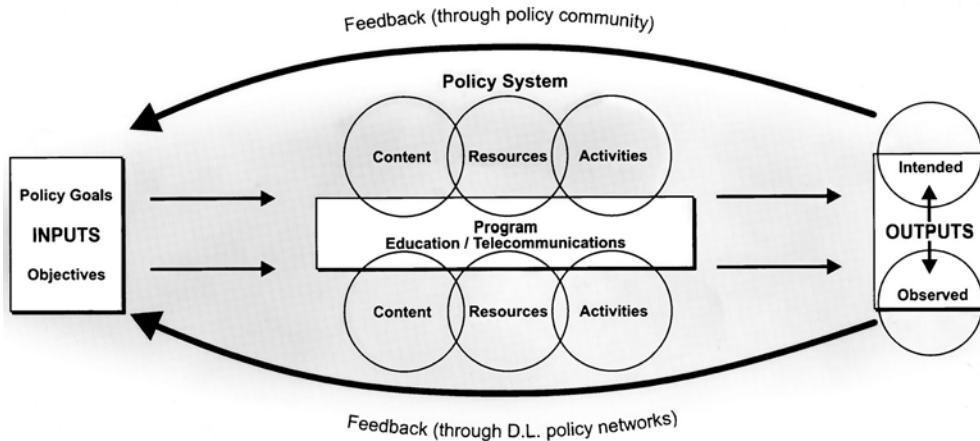 Feedback (through policy community)
Policy System
Content Resources Activities
Policy Goals
INPUTS
Objectives
Program
Education / Telecommunications
Intended
OUTPUTS
Observed
Content Resources Activities
Feedback (through D.L. policy networks)